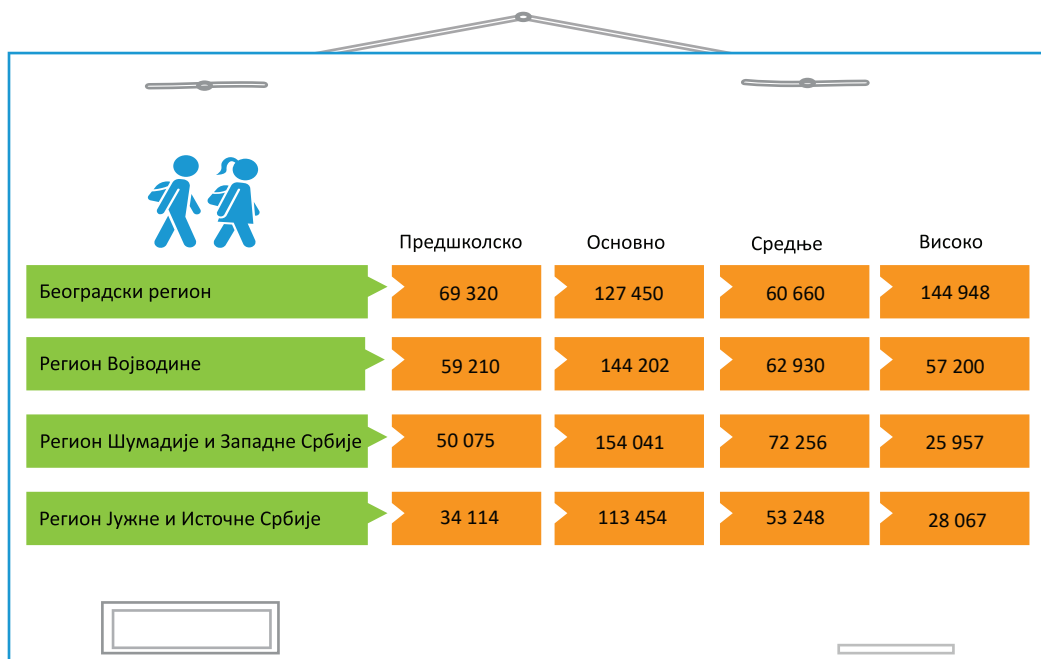 Предшколско Основно Средње Високо
Београдски регион 69 320 127 450 60 660 144 948
Регион Војводине 59 210 144 202 62 930 57 200
Регион Шумадије и Западне Србије 50 075 154 041 72 256 25 957
Регион Јужне и Источне Србије 34 114 113 454 53 248 28 067